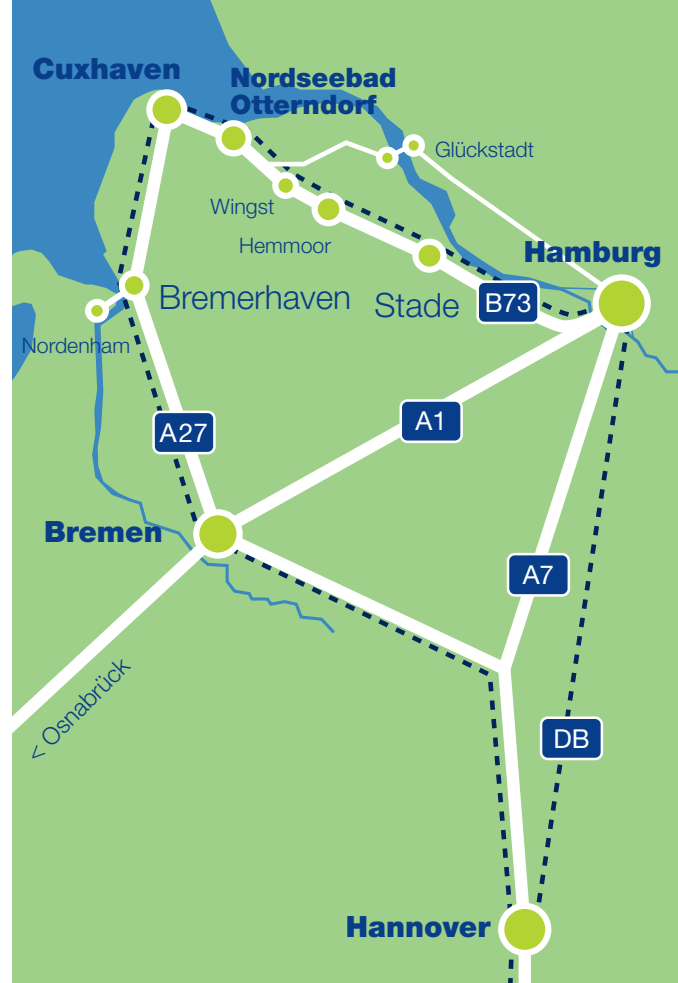 Cuxhaven
Nordseebad
Otterndorf
Glückstadt
Wingst
Hemmoor
Hamburg
Bremerhaven
Stade
B73
Nordenham
A27
A1
Bremen
A7
< Osnabrück
DB
Hannover